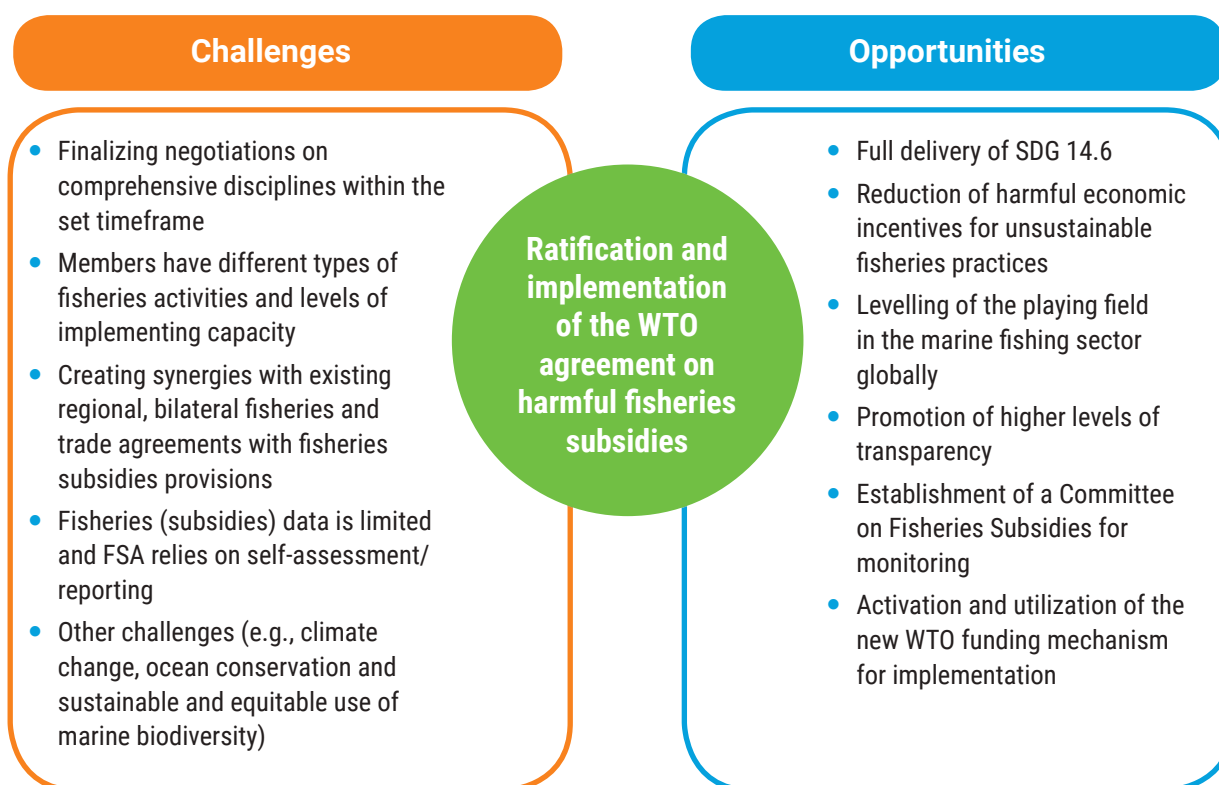 Challenges
• Finalizing negotiations on
comprehensive disciplines within the
set timeframe
• Members have different types of
fisheries activities and levels of
implementing capacity
• Creating synergies with existing
regional, bilateral fisheries and
trade agreements with fisheries
subsidies provisions
• Fisheries (subsidies) data is limited
and FSA relies on self-assessment/
reporting
• Other challenges (e.g., climate
change, ocean conservation and
sustainable and equitable use of
marine biodiversity)
Ratification and
implementation
of the WTO
agreement on
harmful fisheries
subsidies
Opportunities
• Full delivery of SDG 14.6
• Reduction of harmful economic
incentives for unsustainable
fisheries practices
• Levelling of the playing field
in the marine fishing sector
globally
• Promotion of higher levels of
transparency
• Establishment of a Committee
on Fisheries Subsidies for
monitoring
• Activation and utilization of the
new WTO funding mechanism
for implementation